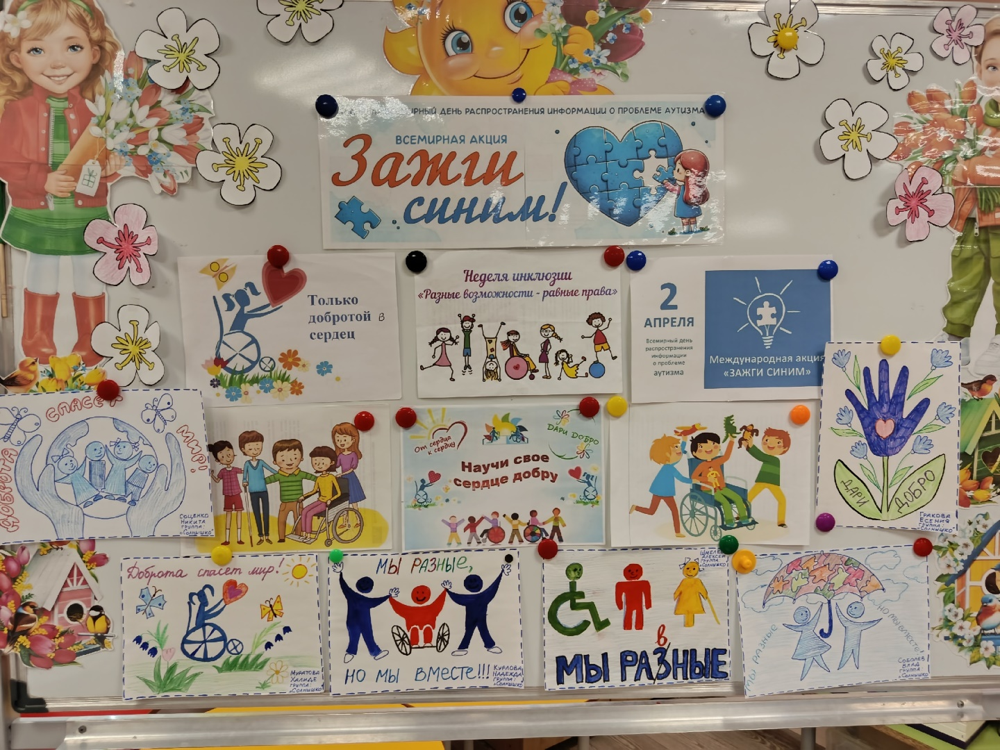 ДЕНЬ РАСПРОСТРАНЕНИЯ ИНФОРМАЦИИ О ПРОБЛЕМЕ АУТИЗМА
ВСЕМИРНАЯ АКЦИЯ
Зажги
синим!
Только
добротой в
сердец
Неделя инклюзии
«Разные возможности - равные права»
2
АПРЕЛЯ
Всемирный день
распространения
информации
о проблеме
аутизма
Международная акция
«ЗАЖГИ СИНИМ»
ДОБРОТА
СПАСЕТ
МИР!
СОЦЕНКО
НИКИТА
ГРУППА:
«СОЛНЫШКО»
От сердца
к сердцу
ДАРИ ДОБРО
Научи свое
сердце добру
ДАРИ
ДОБРО
ГРАКОВА
ЕСЕНИЯ
ГРУППА:
«СОЛНЫШКО»
Доброта спасет мир!
МУРАТОВА
ХАЛИДЕ
ГРУППА:
«СОЛНЫШКО»
МЫ РАЗНЫЕ,
НО МЫ ВМЕСТЕ!!!
КУРЛОВА
НАДЕЖДА
ГРУППА:
«СОЛНЫШКО»
ШМЕЛЕВ
АЛЕКСЕЙ
ГРУППА
«СОЛНЫШКО»
в
МЫ РАЗНЫЕ
МЫ РАЗНЫЕ
НО МЫ ВМЕСТЕ!
СОБОЛЕВ
ВЛАД
ГРУППА:
«СОЛНЫШКО»